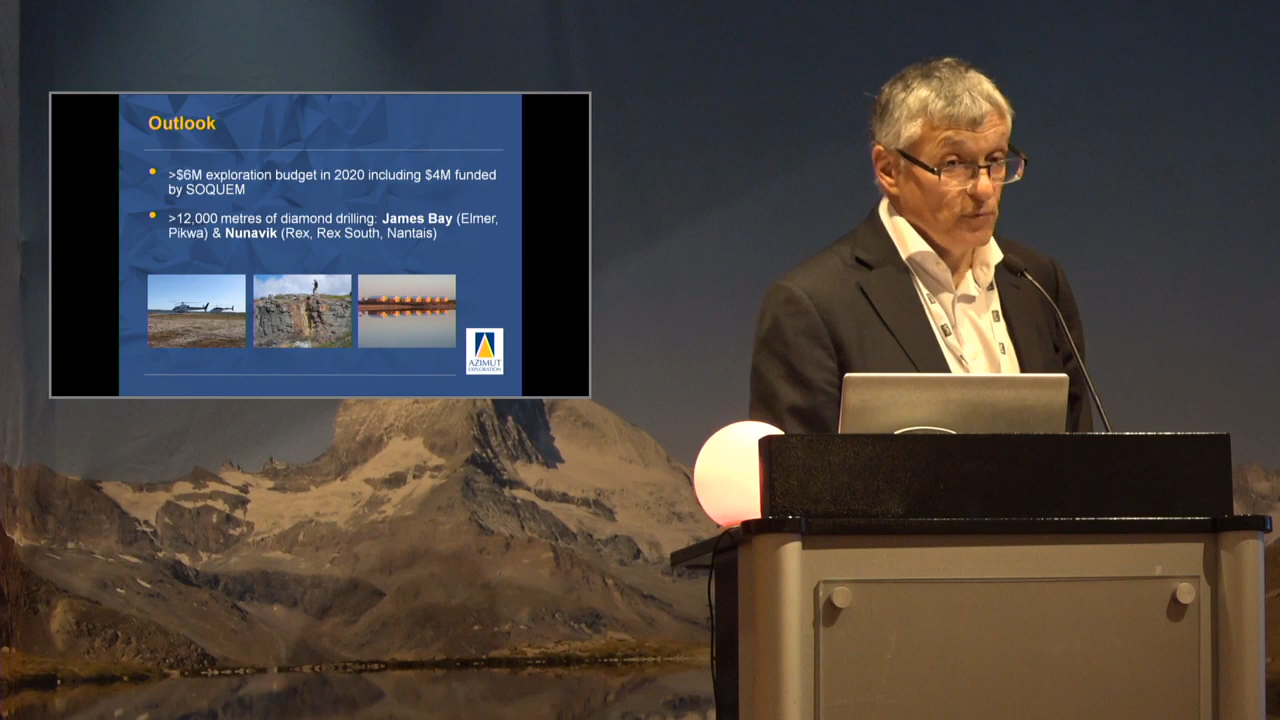 Outlook
>$6M exploration budget in 2020 including $4M funded
by SOQUEM
>12,000 metres of diamond drilling: James Bay (Elmer,
Pikwa) & Nunavik (Rex, Rex South, Nantais)
AZIMUT
EXPLORATION